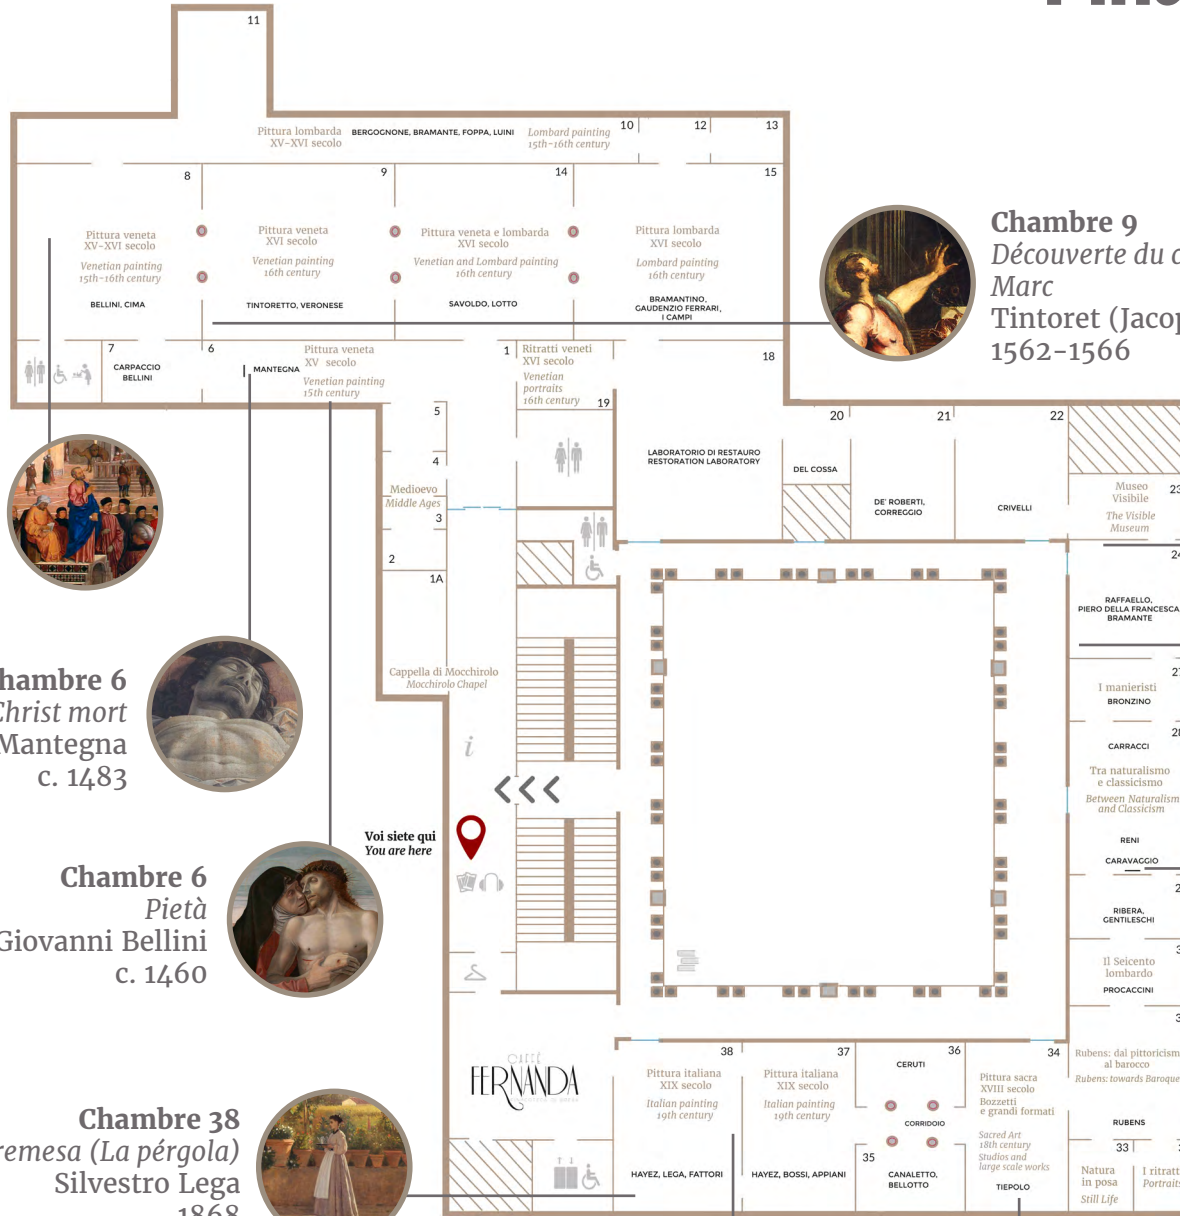 11
Pittura lombarda
XV-XVI secolo
BERGOGNONE, BRAMANTE, FOPPA, LUINI
Lombard painting
15th-16th century
10
12
13
8
9
14
15
Pittura veneta
XV-XVI secolo
Venetian painting
15th-16th century
BELLINI, CIMA
Pittura veneta
XVI secolo
Venetian painting
16th century
TINTORETTO, VERONESE
Pittura veneta e lombarda
XVI secolo
Venetian and Lombard painting
16th century
SAVOLDO, LOTTO
Pittura lombarda
XVI secolo
Lombard painting
16th century
BRAMANTINO,
GAUDENZIO FERRARI,
I CAMPI
Chambre 9
Découverte du
Marc
Tintoret
1562-1566
7
CARPACCIO
BELLINI
6
MANTEGNA
Pittura veneta
XV secolo
Venetian painting
15th century
1
Ritratti veneti
XVI secolo
Venetian
portraits
16th century
19
18
5
4
Medioevo
Middle Ages
3
2
1A
Cappella di Mocchirolo
Mocchirolo Chapel
LABORATORIO DI RESTAURO
RESTORATION LABORATORY
20
DEL COSSA
21
DE' ROBERTI,
CORREGGIO
22
CRIVELLI
Museo
Visibile
The Visible
Museum
23
24
RAFFAELLO,
PIERO DELLA FRANCESCA,
BRAMANTE
I manieristi
BRONZINO
CARRACCI
Tra naturalismo
e classicismo
Between Naturalism
and Classicism
RENI
CARAVAGGIO
RIBERA,
GENTILESCHI
Il Seicento
lombardo
PROCACCINI
Chambre 6
Christ mort
Mantegna
c. 1483
i
Voi siete qui
You are here
Chambre 6
Pietà
Giovanni Bellini
c. 1460
CAFFÈ
FERNANDA
38
Pittura italiana
XIX secolo
Italian painting
19th century
HAYEZ, LEGA, FATTORI
37
Pittura italiana
XIX secolo
Italian painting
19th century
HAYEZ, BOSSI, APPIANI
36
CERUTI
CORRIDOIO
35
CANALETTO,
BELLOTTO
34
Pittura sacra
XVIII secolo
Bozzetti
e grandi formati
Sacred Art
18th century
Studios and
large scale works
TIEPOLO
Rubens: dal pittoricismo
al barocco
Rubens: towards Baroque
RUBENS
33
Natura
in posa
Still Life
I ritratti
Portraits
Chambre 38
(La pérgola)
Silvestro Lega
1868